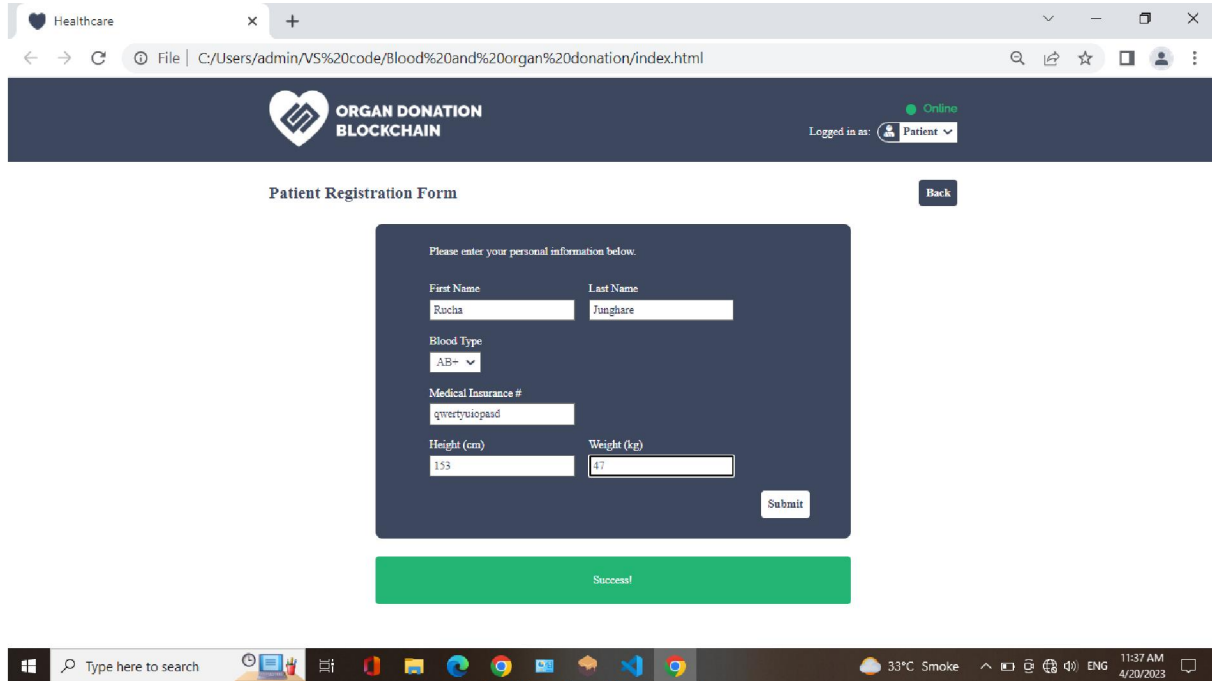 Healthcare
File C:/Users/admin/VS%20code/Blood%20and%20organ%20donation/index.html
ORGAN DONATION
BLOCKCHAIN
Online
Logged in as: Patient
Patient Registration Form
Back
Please enter your personal information below.
First Name Last Name
Rucha Junghare
Blood Type
AB+
Medical Insurance #
qwertyuiopasd
Height (cm) Weight (kg)
153 47
Submit
Success!
Type here to search
33°C Smoke
ENG
11:37 AM
4/20/2023